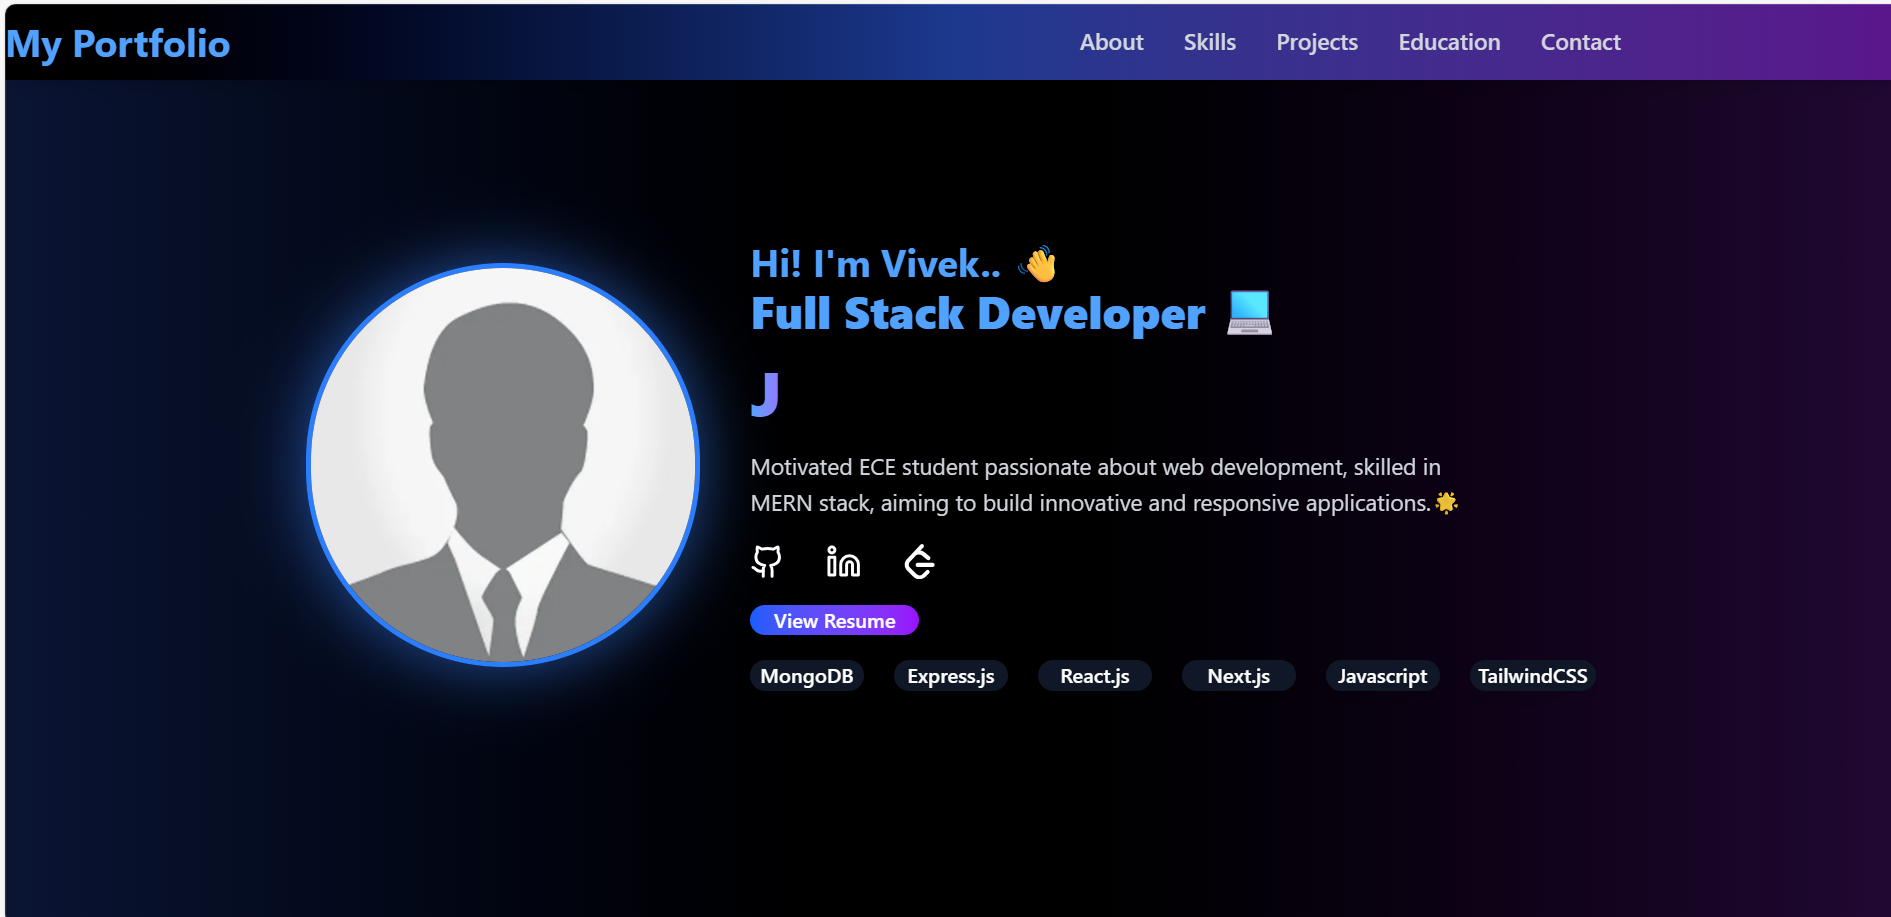 My Portfolio
About Skills Projects Education Contact
Hi! I'm Vivek.. 👋
Full Stack Developer 💻
J
Motivated ECE student passionate about web development, skilled in
MERN stack, aiming to build innovative and responsive applications.🌟
in
View Resume
MongoDB Express.js React.js Next.js Javascript TailwindCSS